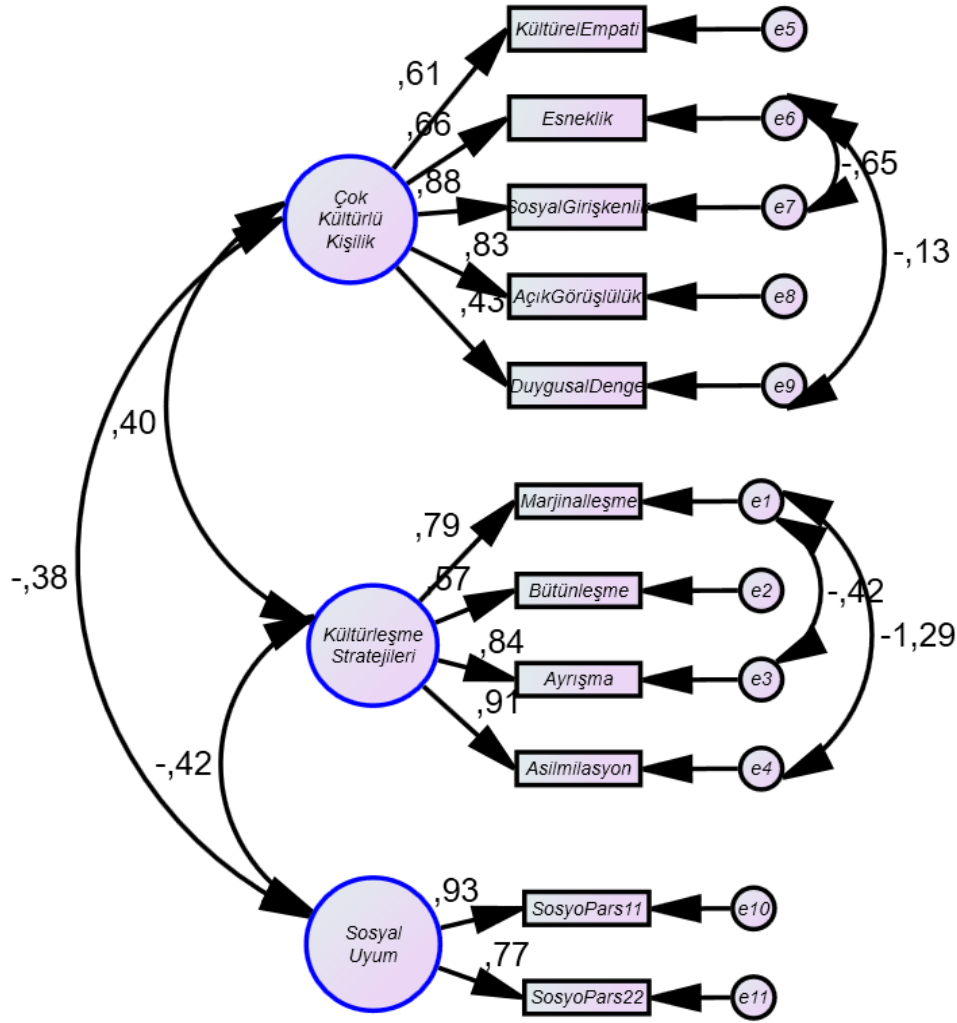 KültürelEmpati
e5
,61
Esneklik
e6
,66
-,65
Çok
Kültürlü
Kişilik
,88
SosyalGirişkenlik
e7
-,13
,83
AçıkGörüşlülük
e8
,43
DuygusalDenge
e9
,40
-,38
Marjinalleşme
e1
,79
,57
Bütünleşme
e2
-,42
-1,29
Kültürleşme
Stratejileri
,84
Ayrışma
e3
,91
Asilmilasyon
e4
-,42
,93
SosyoPars11
e10
Sosyal
Uyum
,77
SosyoPars22
e11